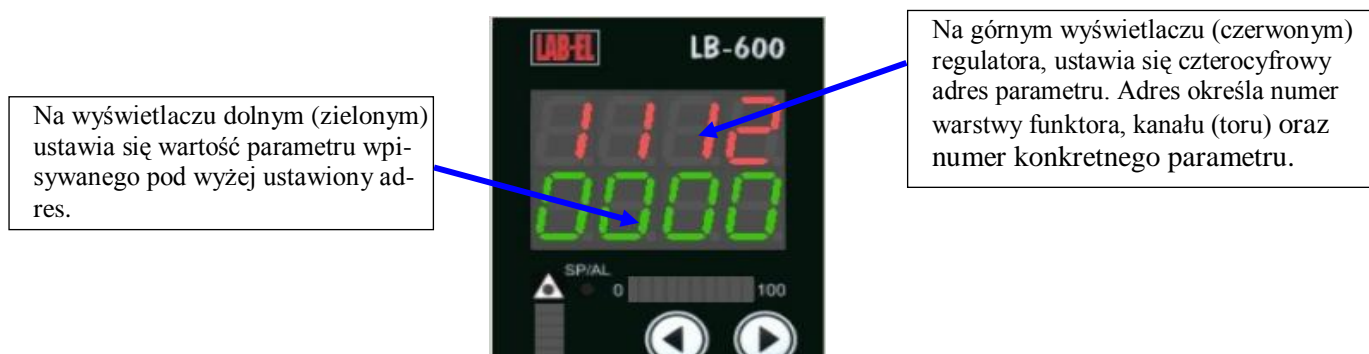 LAB-EL LB-600
Na górnym wyświetlaczu (czerwonym)
regulatora, ustawia się czterocyfrowy
adres parametru. Adres określa numer
warstwy funktora, kanału (toru) oraz
numer konkretnego parametru.
Na wyświetlaczu dolnym (zielonym)
ustawia się wartość parametru wpi-
sywanego pod wyżej ustawiony ad-
res.
1112
0000
SP/AL
0 100